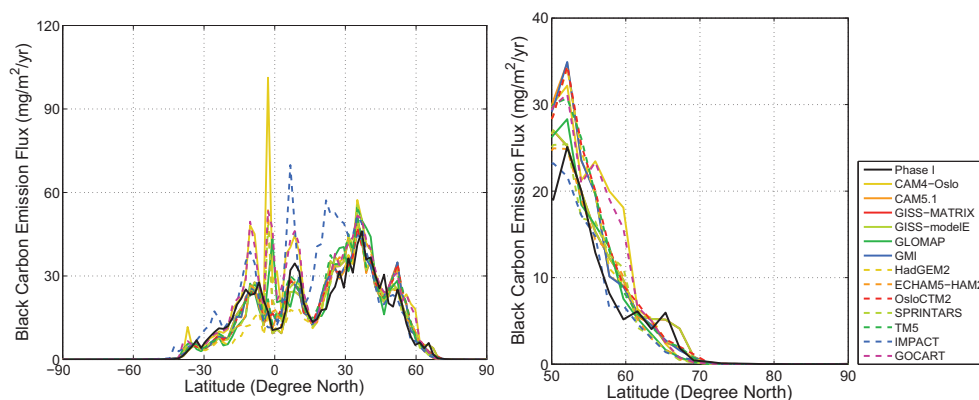 Black Carbon Emission Flux (mg/m²/yr)
120
90
60
30
0
−90
−60
−30
0
30
60
90
Latitude (Degree North)
Black Carbon Emission Flux (mg/m²/yr)
40
30
20
10
0
50
60
70
80
90
Latitude (Degree North)
Phase I
CAM4−Oslo
CAM5.1
GISS−MATRIX
GISS−modelE
GLOMAP
GMI
HadGEM2
ECHAM5−HAM2
OsloCTM2
SPRINTARS
TM5
IMPACT
GOCART